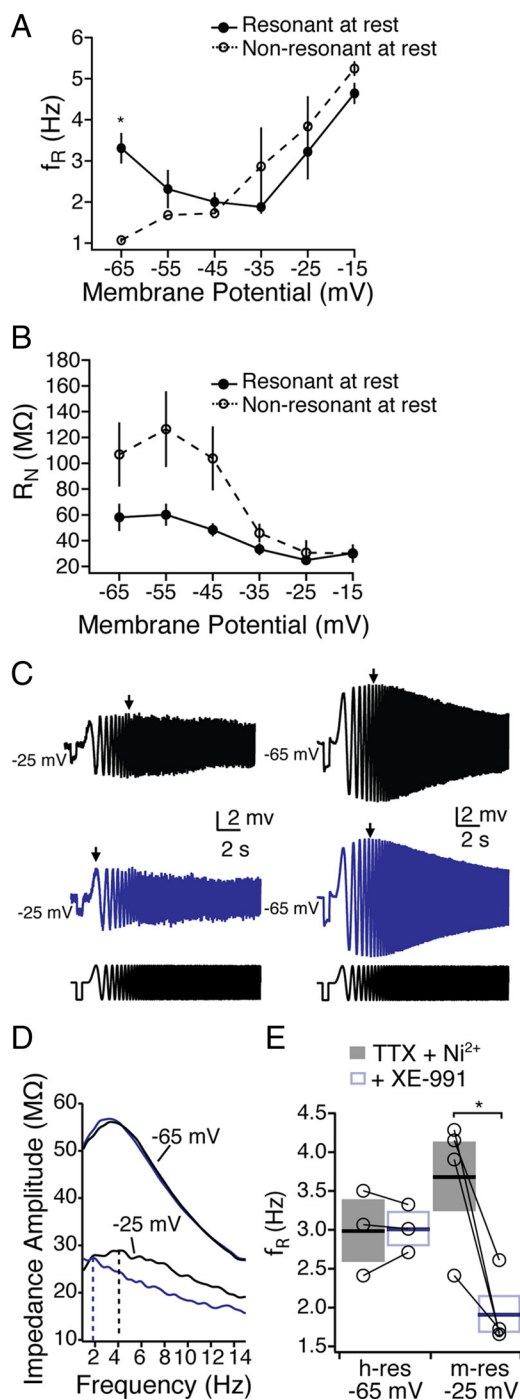 A
Resonant at rest
Non-resonant at rest
*
6
5
4
3
2
1
f_R (Hz)
-65 -55 -45 -35 -25 -15
Membrane Potential (mV)
B
Resonant at rest
Non-resonant at rest
180
160
140
120
100
80
60
40
20
R_N (MΩ)
-65 -55 -45 -35 -25 -15
Membrane Potential (mV)
C
-25 mV
-65 mV
2 mv
2 s
2 mv
2 s
-25 mV
-65 mV
D
60
50
40
30
20
10
Impedance Amplitude (MΩ)
-65 mV
-25 mV
2 4 6 8 10 12 14
Frequency (Hz)
E
TTX + Ni²⁺
+ XE-991
*
4.5
4.0
3.5
3.0
2.5
2.0
1.5
f_R (Hz)
h-res m-res
-65 mV -25 mV